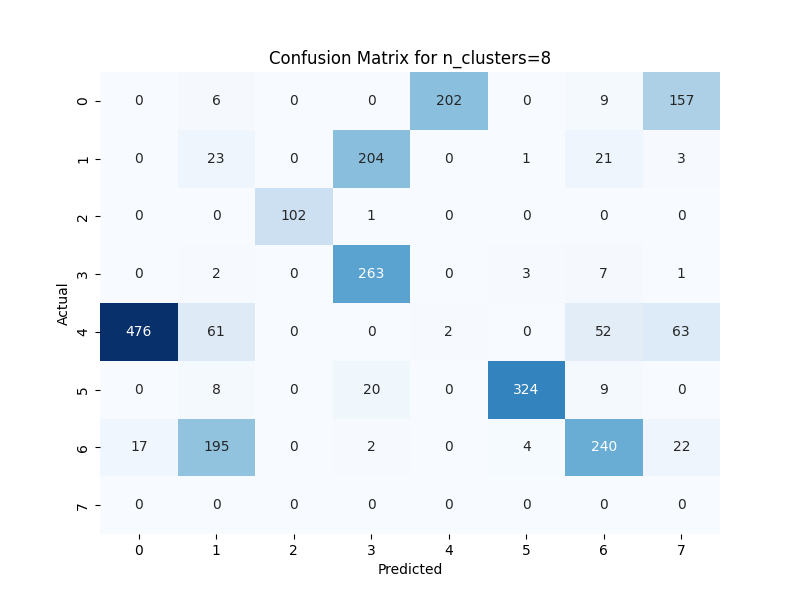 Confusion Matrix for n_clusters=8
Actual
0 0 6 0 0 202 0 9 157
1 0 23 0 204 0 1 21 3
2 0 0 102 1 0 0 0 0
3 0 2 0 263 0 3 7 1
4 476 61 0 0 2 0 52 63
5 0 8 0 20 0 324 9 0
6 17 195 0 2 0 4 240 22
7 0 0 0 0 0 0 0 0
0 1 2 3 4 5 6 7
Predicted